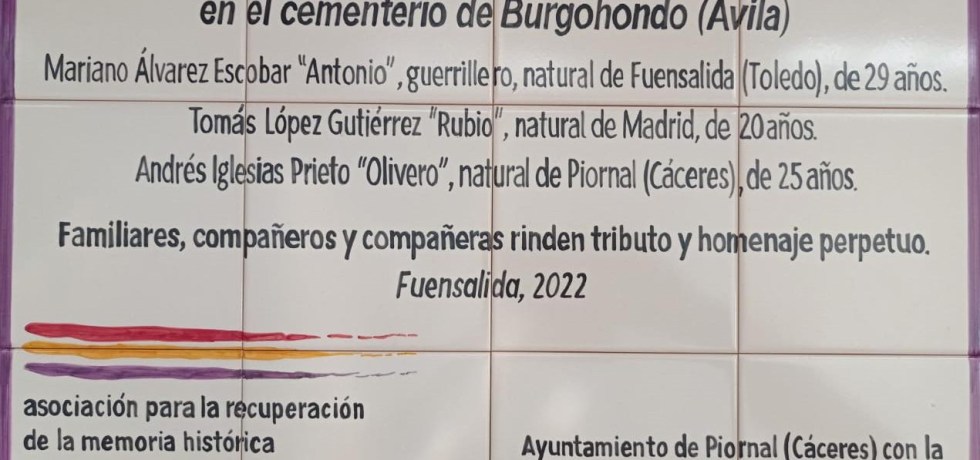 en el cementerio de Burgohondo (Ávila)
Mariano Álvarez Escobar "Antonio", guerrillero, natural de Fuensalida (Toledo), de 29 años.
Tomás López Gutiérrez "Rubio", natural de Madrid, de 20 años.
Andrés Iglesias Prieto "Olivero", natural de Piornal (Cáceres), de 25 años.
Familiares, compañeros y compañeras rinden tributo y homenaje perpetuo.
Fuensalida, 2022
asociación para la recuperación
de la memoria histórica
Ayuntamiento de Piornal (Cáceres) con la